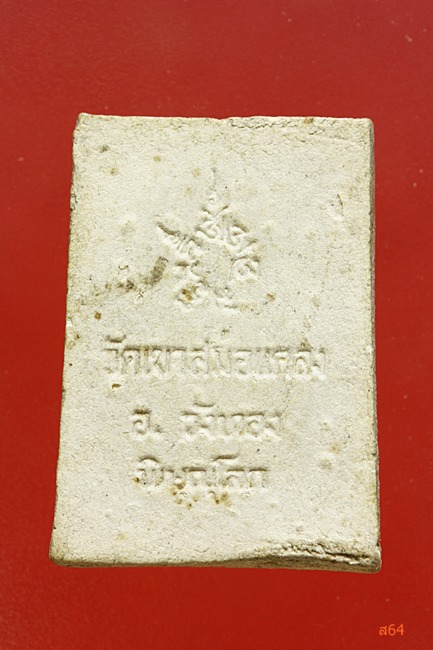 วัดเขาสมอแคลง
อ. วังทอง
พิษณุโลก
ส64